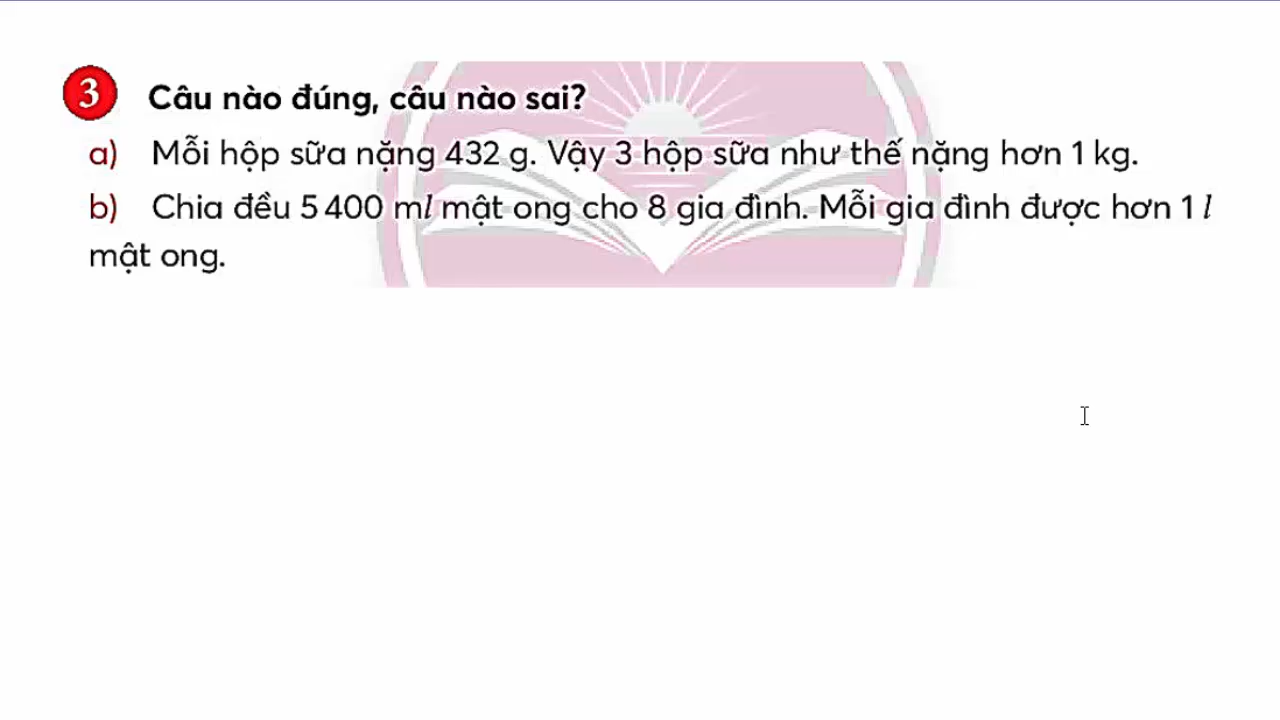 3 Câu nào đúng, câu nào sai?
a) Mỗi hộp sữa nặng 432 g. Vậy 3 hộp sữa như thế nặng hơn 1 kg.
b) Chia đều 5 400 ml mật ong cho 8 gia đình. Mỗi gia đình được hơn 1 l
mật ong.